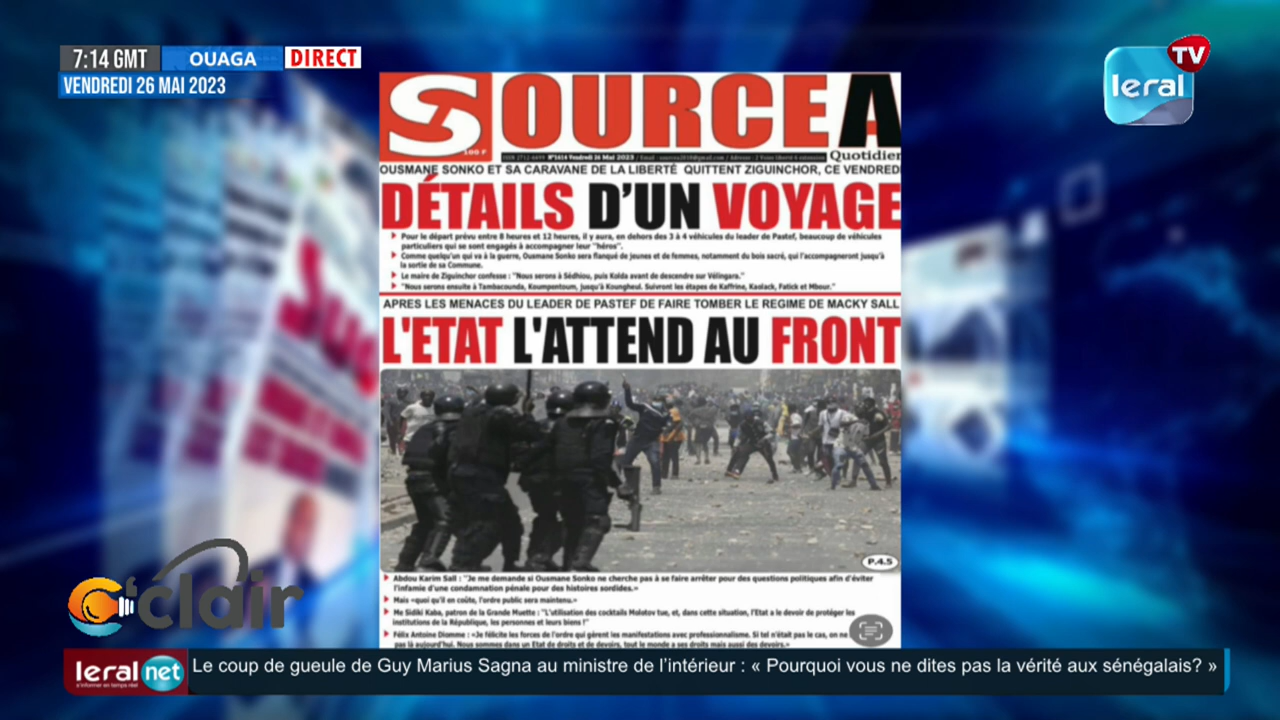 7:14 GMT OUAGA DIRECT
VENDREDI 26 MAI 2023
TV
leral
SOURCE A
100 F
N°1614 Vendredi 26 Mai 2023
Quotidien
OUSMANE SONKO ET SA CARAVANE DE LA LIBERTÉ QUITTENT ZIGUINCHOR, CE VENDRED
DÉTAILS D'UN VOYAGE
Pour le départ prévu entre 8 heures et 12 heures, il y aura, en dehors des 3 à 4 véhicules du leader de Pastef, beaucoup de véhicules
particuliers qui se sont engagés à accompagner leur "héros".
Comme quelqu'un qui va à la guerre, Ousmane Sonko sera flanqué de jeunes et de femmes, notamment du bois sacré, qui l'accompagneront jusqu'à
la sortie de sa Commune.
Le maire de Ziguinchor confesse : "Nous serons à Sédhiou, puis Kolda avant de descendre sur Vélingara."
"Nous serons ensuite à Tambacounda, Koumpentoum, jusqu'à Koungheul. Suivront les étapes de Kaffrine, Kaolack, Fatick et Mbour."
APRES LES MENACES DU LEADER DE PASTEF DE FAIRE TOMBER LE REGIME DE MACKY SALL
L'ETAT L'ATTEND AU FRONT
P.4.5
Abdou Karim Sall : "Je me demande si Ousmane Sonko ne cherche pas à se faire arrêter pour des questions politiques afin d'éviter
l'infamie d'une condamnation pénale pour des histoires sordides.»
Mais «quoi qu'il en coûte, l'ordre public sera maintenu.»
Me Sidiki Kaba, patron de la Grande Muette : "L'utilisation des cocktails Molotov tue, et, dans cette situation, l'Etat a le devoir de protéger les
institutions de la République, les personnes et leurs biens !"
Félix Antoine Diomme : «Je félicite les forces de l'ordre qui gèrent les manifestations avec professionnalisme. Si tel n'était pas le cas, on ne
pas là aujourd'hui. Nous sommes dans un Etat de droits et de devoirs, tout le monde a ses droits mais aussi des devoirs.»
C'clair
leral net
s'informer en temps réel
Le coup de gueule de Guy Marius Sagna au ministre de l'intérieur : « Pourquoi vous ne dites pas la vérité aux sénégalais? »